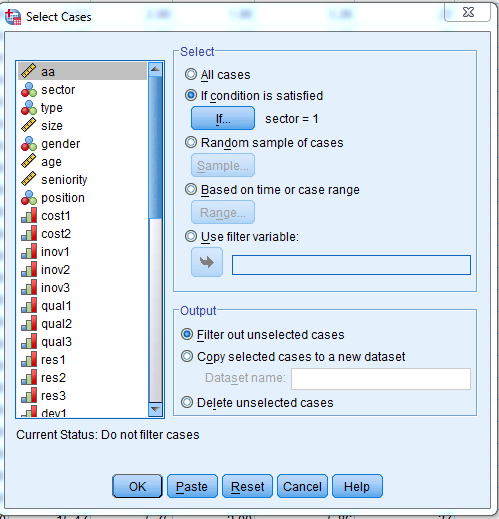 Select Cases
aa
sector
type
size
gender
age
seniority
position
cost1
cost2
inov1
inov2
inov3
qual1
qual2
qual3
res1
res2
res3
dev1
Select
All cases
If condition is satisfied
If... sector = 1
Random sample of cases
Sample...
Based on time or case range
Range...
Use filter variable:
Output
Filter out unselected cases
Copy selected cases to a new dataset
Dataset name:
Delete unselected cases
Current Status: Do not filter cases
OK Paste Reset Cancel Help